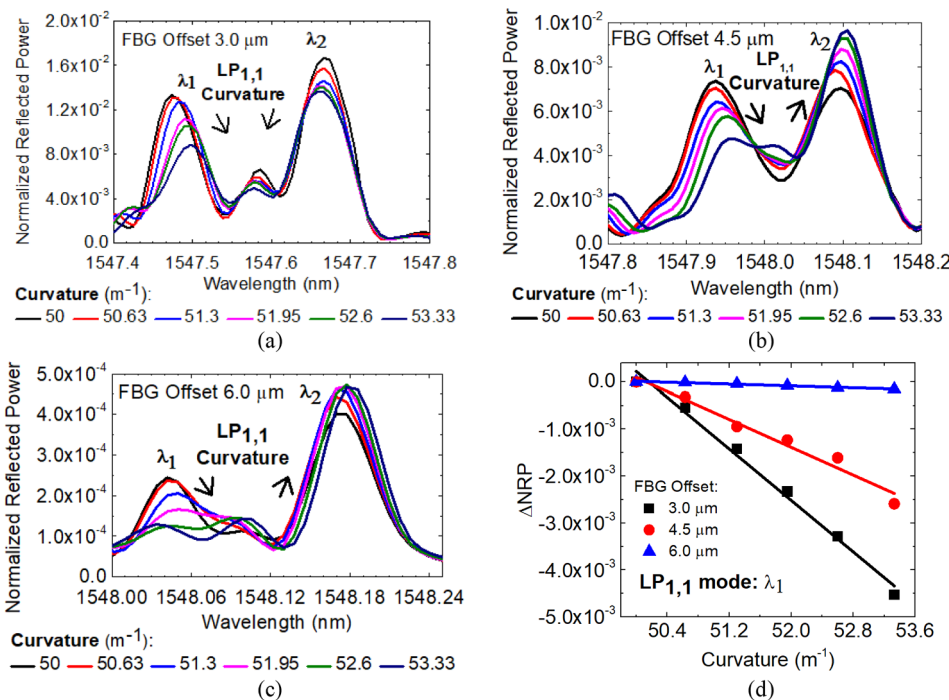 (a)
2.0x10⁻²
1.6x10⁻²
1.2x10⁻²
8.0x10⁻³
4.0x10⁻³
0.0
Normalized Reflected Power
FBG Offset 3.0 µm
λ1
LP1,1
Curvature
λ2
1547.4 1547.5 1547.6 1547.7 1547.8
Wavelength (nm)
Curvature (m⁻¹):
50 50.63 51.3 51.95 52.6 53.33
(a)
(b)
1.0x10⁻²
8.0x10⁻³
6.0x10⁻³
4.0x10⁻³
2.0x10⁻³
0.0
Normalized Reflected Power
FBG Offset 4.5 µm
λ1
LP1,1
Curvature
λ2
1547.8 1547.9 1548.0 1548.1 1548.2
Wavelength (nm)
Curvature (m⁻¹):
50 50.63 51.3 51.95 52.6 53.33
(b)
5.0x10⁻⁴
4.0x10⁻⁴
3.0x10⁻⁴
2.0x10⁻⁴
1.0x10⁻⁴
0.0
Normalized Reflected Power
FBG Offset 6.0 µm
λ1
LP1,1
Curvature
λ2
1548.00 1548.06 1548.12 1548.18 1548.24
Wavelength (nm)
Curvature (m⁻¹):
50 50.63 51.3 51.95 52.6 53.33
(c)
0.0
-1.0x10⁻³
-2.0x10⁻³
-3.0x10⁻³
-4.0x10⁻³
-5.0x10⁻³
ΔNRP
FBG Offset:
3.0 µm
4.5 µm
6.0 µm
LP1,1 mode: λ1
50.4 51.2 52.0 52.8 53.6
Curvature (m⁻¹)
(d)